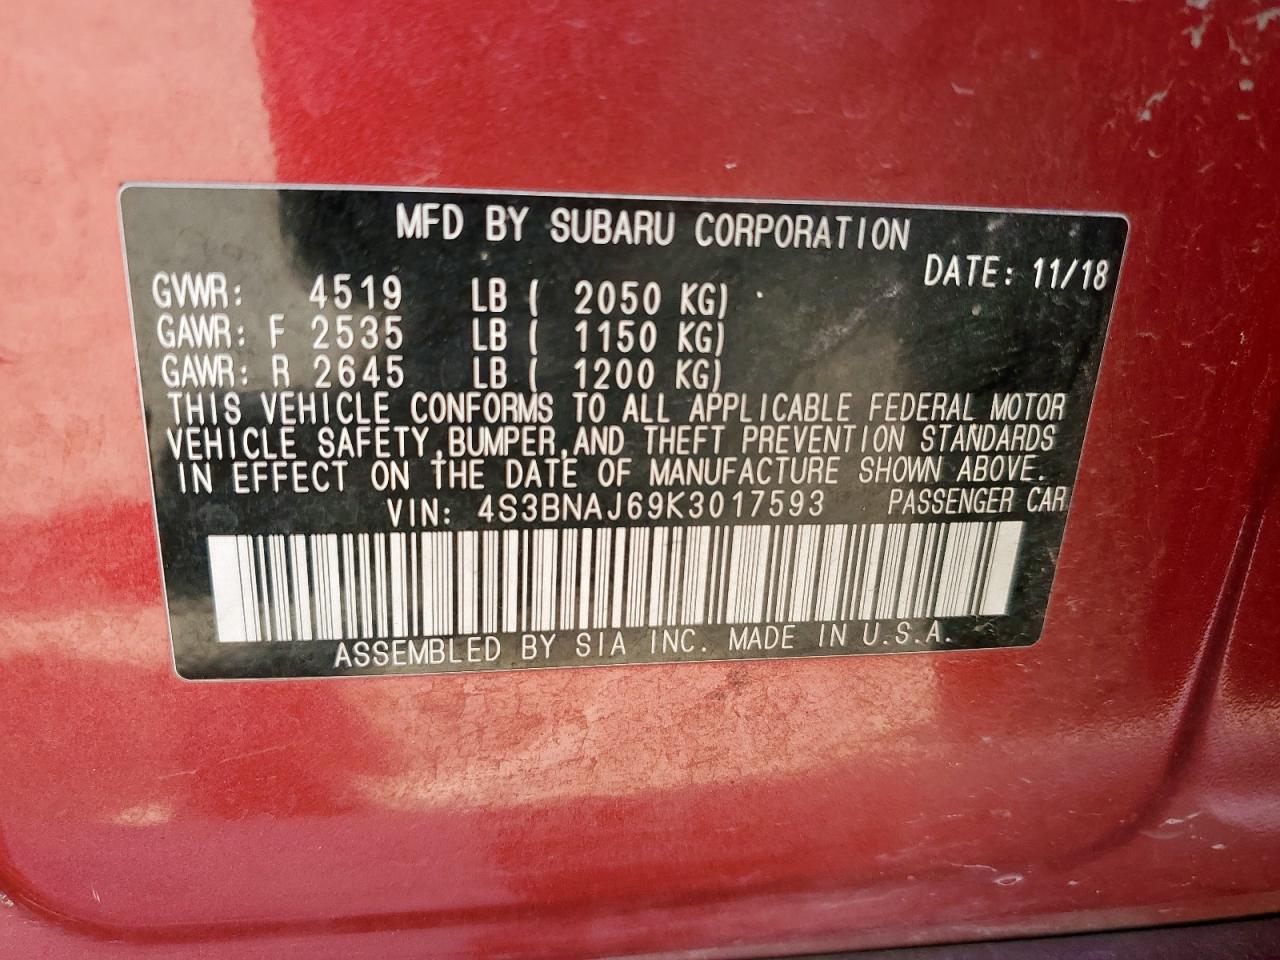 MFD BY SUBARU CORPORATION
DATE: 11/18
GVWR: 4519 LB ( 2050 KG)
GAWR: F 2535 LB ( 1150 KG)
GAWR: R 2645 LB ( 1200 KG)
THIS VEHICLE CONFORMS TO ALL APPLICABLE FEDERAL MOTOR
VEHICLE SAFETY,BUMPER,AND THEFT PREVENTION STANDARDS
IN EFFECT ON THE DATE OF MANUFACTURE SHOWN ABOVE.
VIN: 4S3BNAJ69K3017593 PASSENGER CAR
ASSEMBLED BY SIA INC. MADE IN U.S.A.